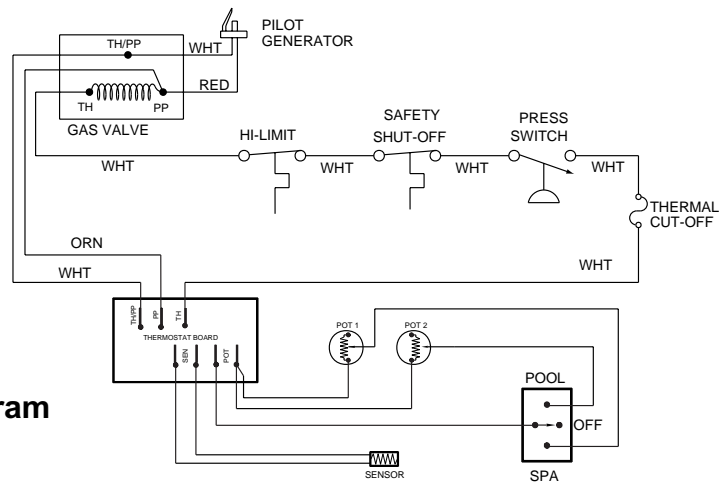 PILOT
GENERATOR
TH/PP
WHT
RED
TH
PP
GAS VALVE
HI-LIMIT
SAFETY
SHUT-OFF
PRESS
SWITCH
WHT
WHT
WHT
WHT
THERMAL
CUT-OFF
ORN
WHT
WHT
TH/PP
PP
TH
THERMOSTAT BOARD
SEN
POT
POT 1
POT 2
POOL
OFF
SPA
SENSOR
ram